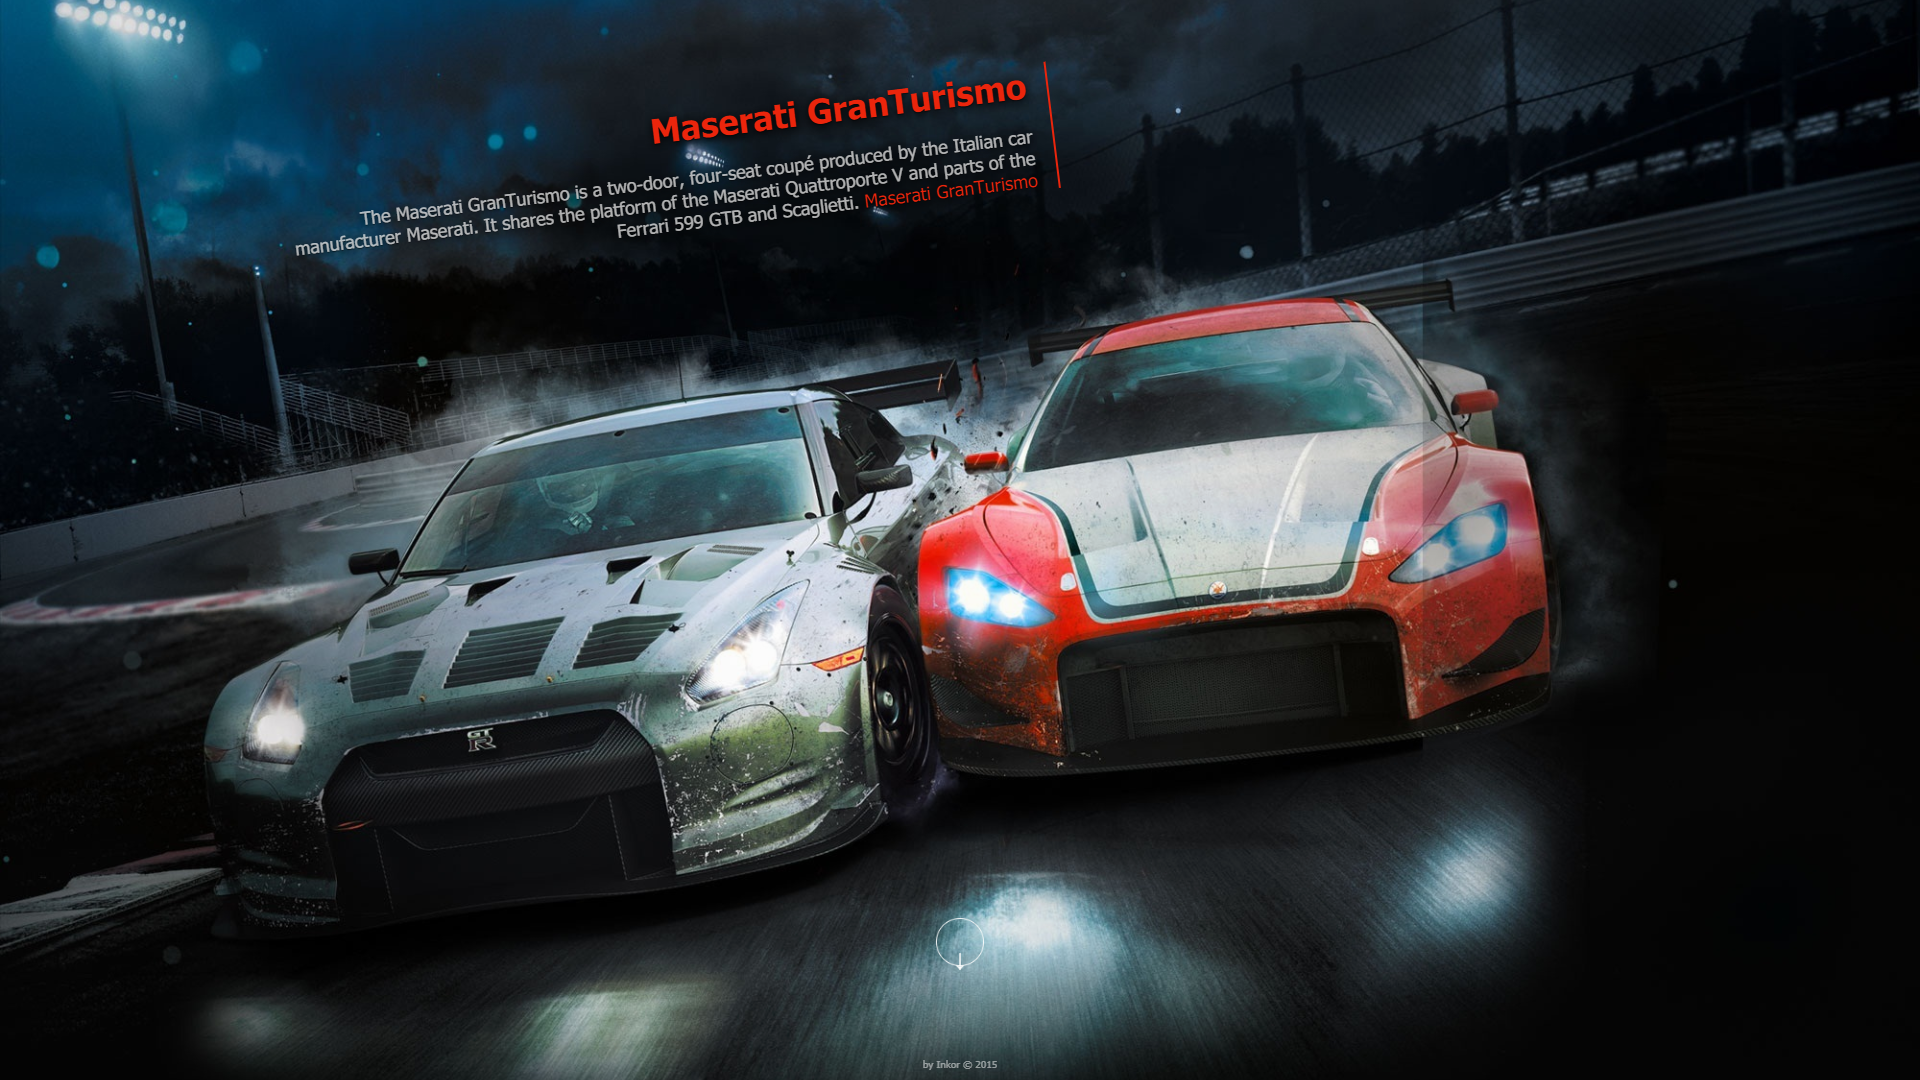 Maserati GranTurismo
The Maserati GranTurismo is a two-door, four-seat coupé produced by the Italian car
manufacturer Maserati. It shares the platform of the Maserati Quattroporte V and parts of the
Ferrari 599 GTB and Scaglietti. Maserati GranTurismo
GT
R
by Inkor © 2015